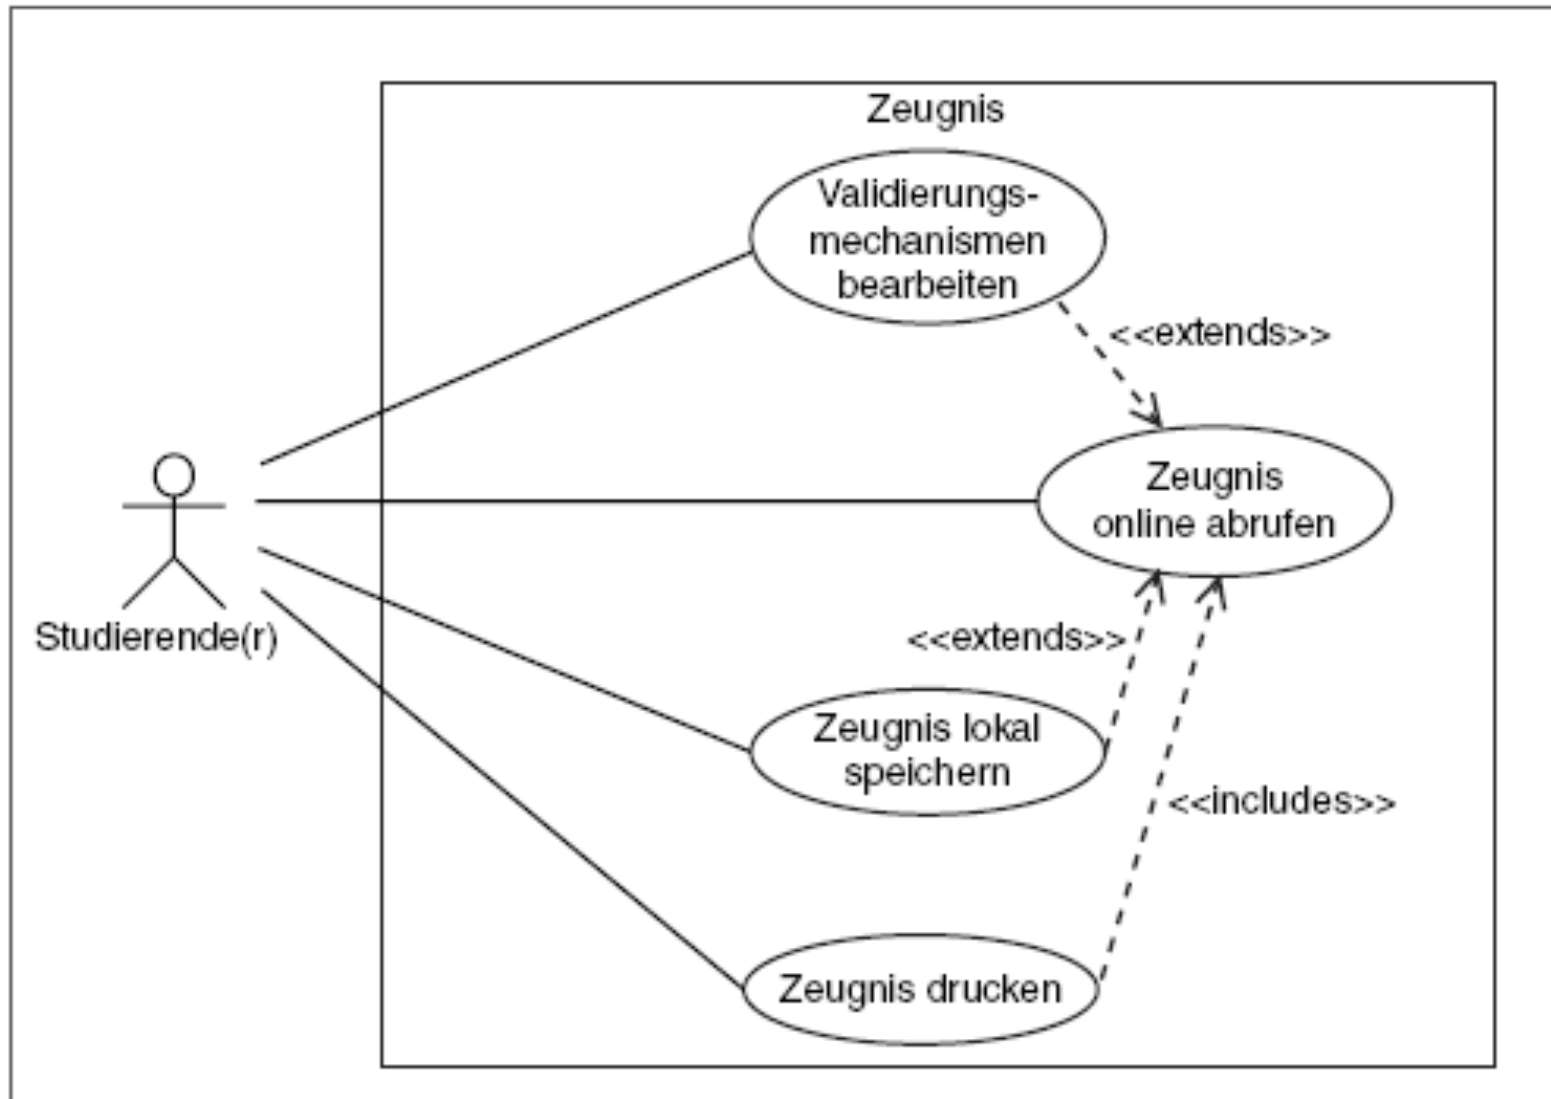 Zeugnis
Validierungs-
mechanismen
bearbeiten
<<extends>>
Zeugnis
online abrufen
Studierende(r)
<<extends>>
Zeugnis lokal
speichern
<<includes>>
Zeugnis drucken